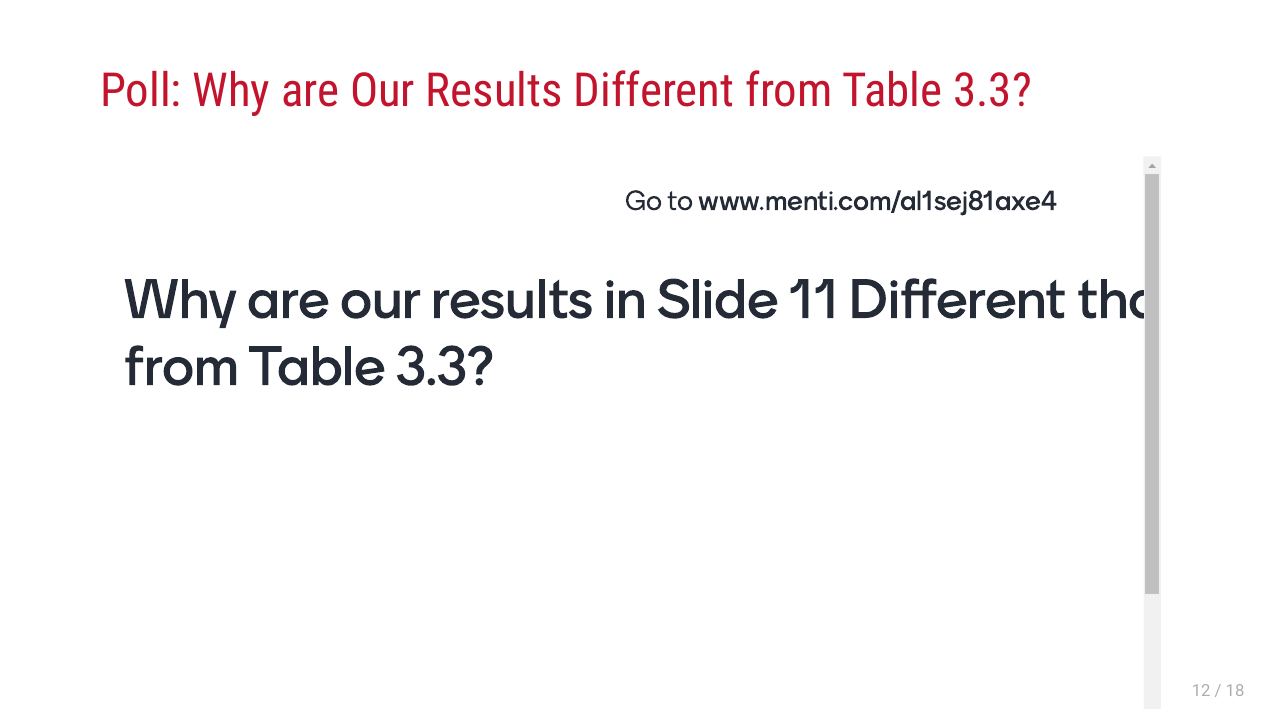 Poll: Why are Our Results Different from Table 3.3?
Go to www.menti.com/al1sej81axe4
Why are our results in Slide 11 Different
from Table 3.3?
12 / 18